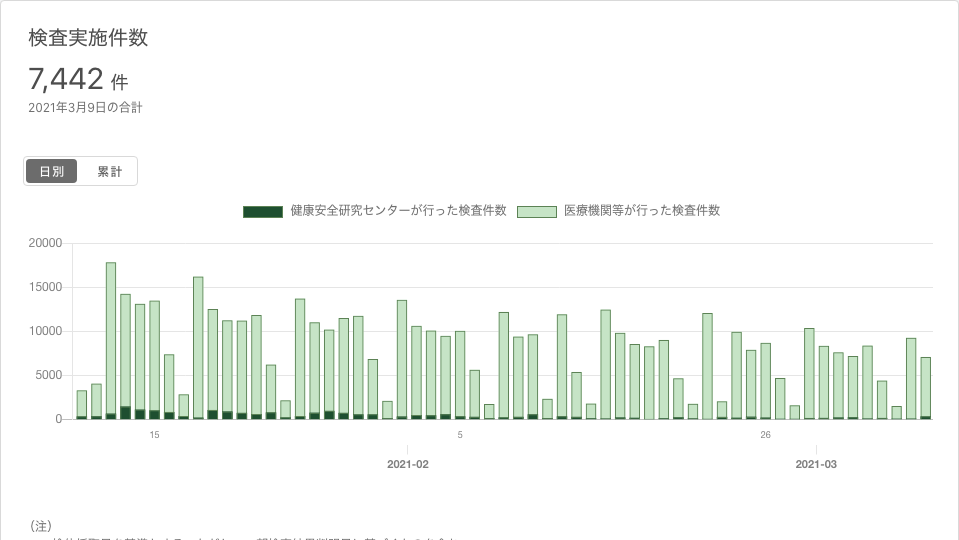 検査実施件数
7,442 件
2021年3月9日の合計
日別 累計
健康安全研究センターが行った検査件数 医療機関等が行った検査件数
20000
15000
10000
5000
0
15 5 26
2021-02 2021-03
（注）